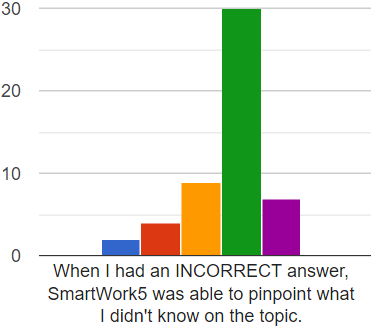 30
20
10
0
When I had an INCORRECT answer,
SmartWork5 was able to pinpoint what
I didn't know on the topic.